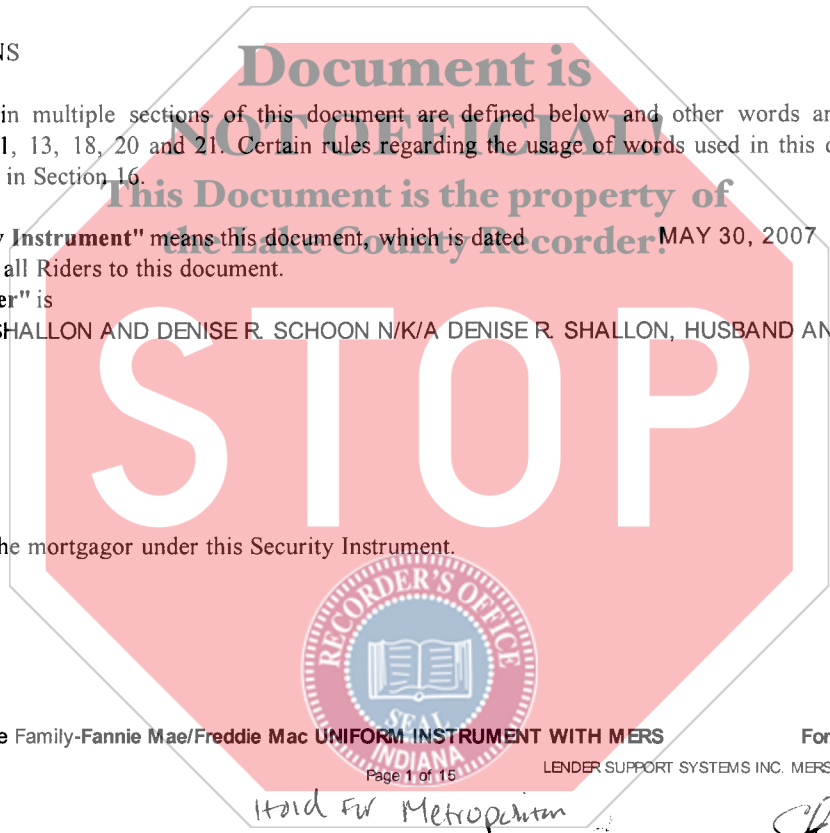 NS
Document is
in multiple sections of this document are defined below and other words ar
1, 13, 18, 20 and 21. Certain rules regarding the usage of words used in this d
NOT OFFICIAL!
in Section 16.
This Document is the property of
y Instrument" means this document, which is dated MAY 30, 2007
the Lake County Recorder!
all Riders to this document.
er" is
SHALLON AND DENISE R. SCHOON N/K/A DENISE R. SHALLON, HUSBAND AN
STOP
he mortgagor under this Security Instrument.
RECORDER'S OFFICE
SEAL
INDIANA
e Family-Fannie Mae/Freddie Mac UNIFORM INSTRUMENT WITH MERS For
Page 1 of 15
LENDER SUPPORT SYSTEMS INC. MERS
Hold For Metropolitan